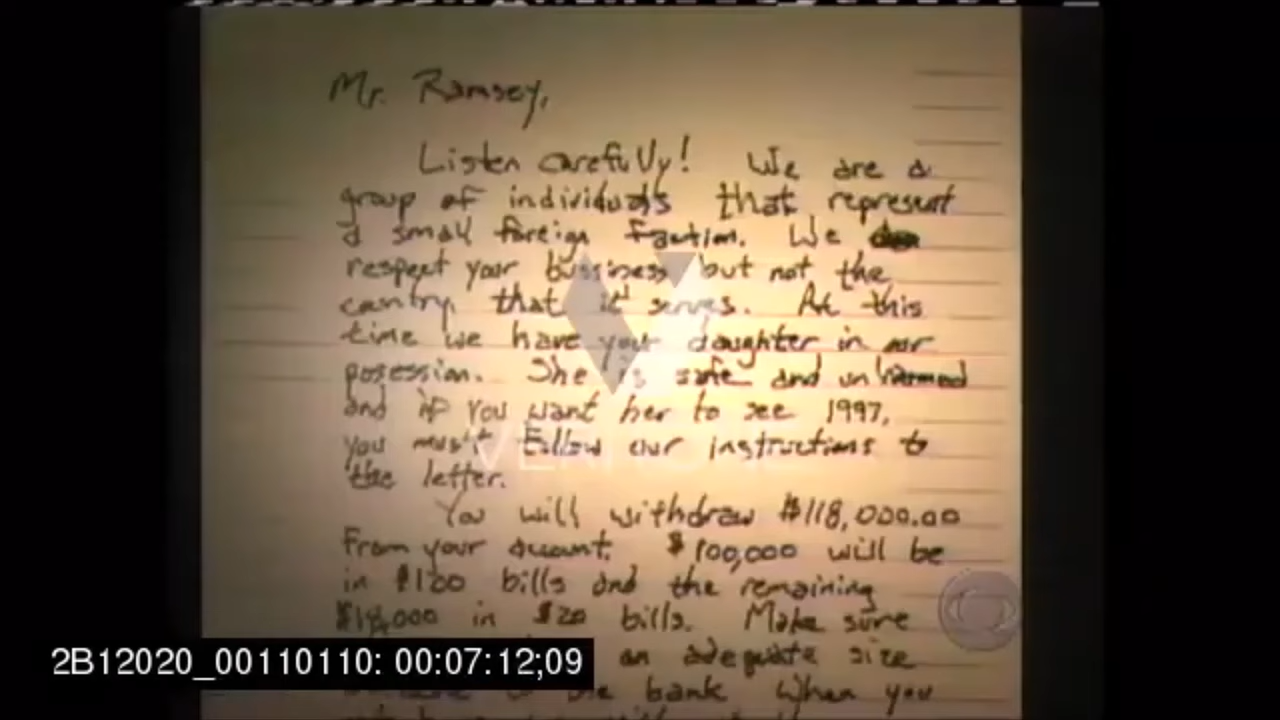 Mr. Ramsey,
Listen carefully! We are a
group of individuals that represent
a small foreign faction. We
respect your bussiness but not the
country that it serves. At this
time we have your daughter in our
posession. She is safe and unharmed
and if you want her to see 1997,
you must follow our instructions to
the letter.
You will withdraw $118,000.00
from your account. $100,000 will be
in $100 bills and the remaining
$18,000 in $20 bills. Make sure
an adequate size
the bank. When you
2B12020_00110110: 00:07:12;09